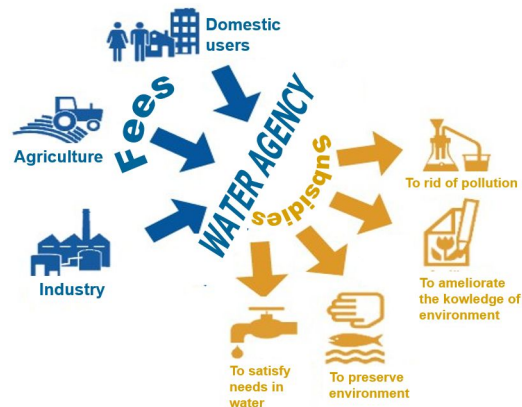 Domestic
users
Fees
Agriculture
WATER AGENCY
Industry
Subsidies
To rid of pollution
To ameliorate
the kowledge of
environment
To satisfy
needs in
water
To preserve
environment